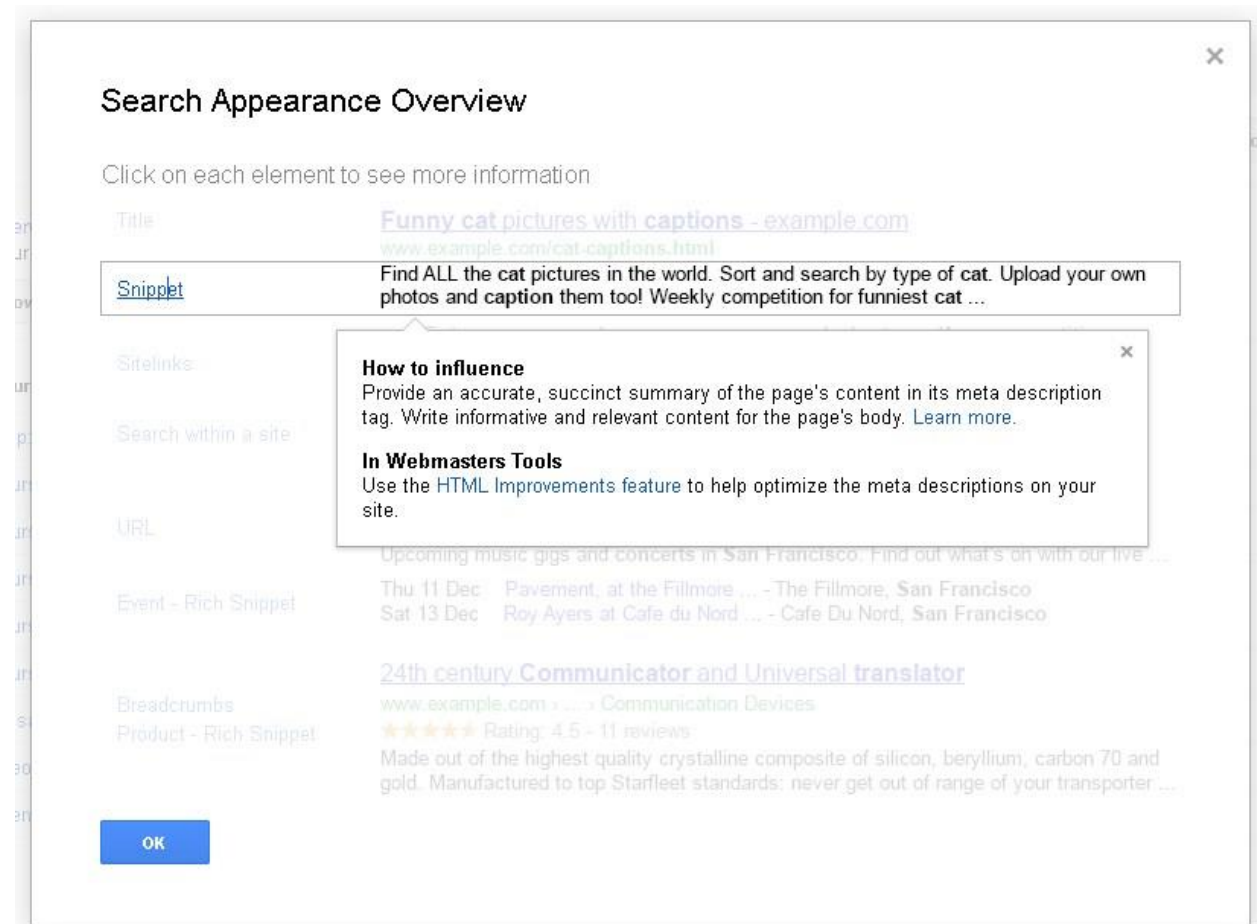 ×
Search Appearance Overview
Click on each element to see more information
Title
Funny cat pictures with captions - example.com
www.example.com/cat-captions.html
Snippet
Find ALL the cat pictures in the world. Sort and search by type of cat. Upload your own
photos and caption them too! Weekly competition for funniest cat ...
Sitelinks
×
How to influence
Provide an accurate, succinct summary of the page's content in its meta description
tag. Write informative and relevant content for the page's body. Learn more.
Search within a site
In Webmasters Tools
Use the HTML Improvements feature to help optimize the meta descriptions on your
site.
URL
Upcoming music gigs and concerts in San Francisco. Find out what's on with our live ...
Event - Rich Snippet
Thu 11 Dec Pavement, at the Fillmore ... - The Fillmore, San Francisco
Sat 13 Dec Roy Ayers at Cafe du Nord ... - Cafe Du Nord, San Francisco
24th century Communicator and Universal translator
Breadcrumbs
www.example.com › ... › Communication Devices
Product - Rich Snippet
★★★★★ Rating: 4.5 - 11 reviews
Made out of the highest quality crystalline composite of silicon, beryllium, carbon 70 and
gold. Manufactured to top Starfleet standards: never get out of range of your transporter ...
OK